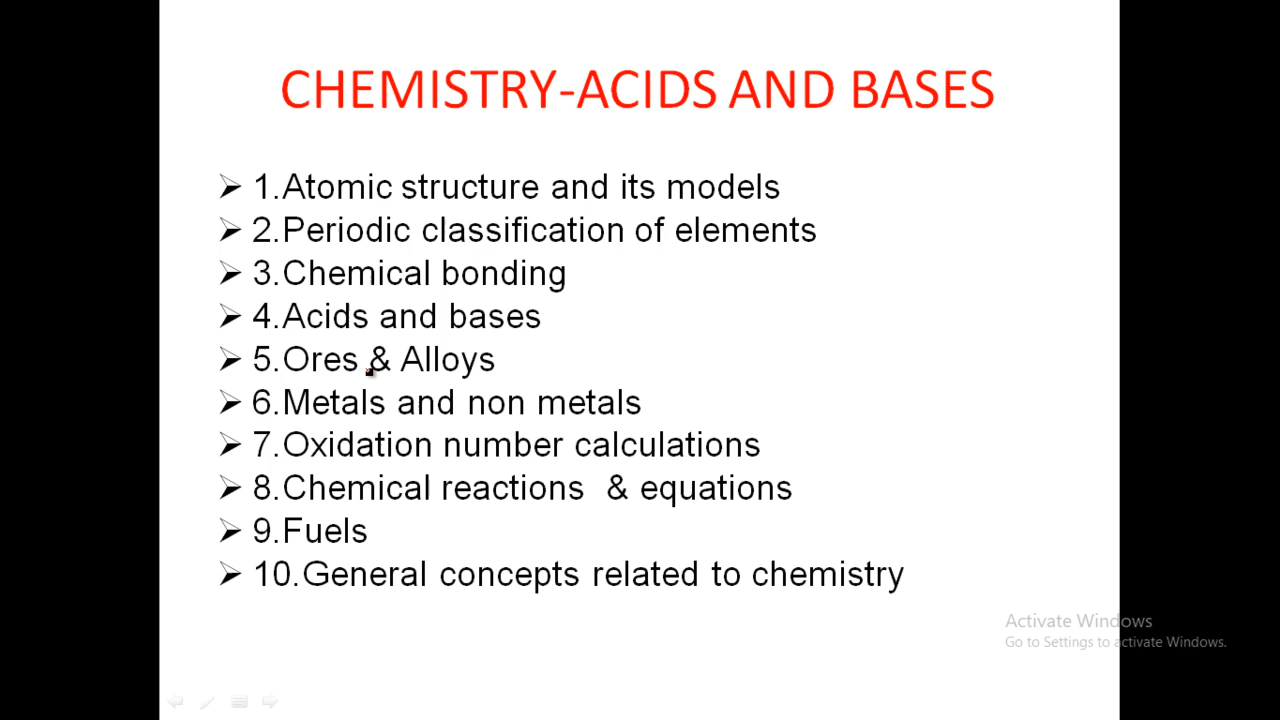 CHEMISTRY-ACIDS AND BASES
1.Atomic structure and its models
2.Periodic classification of elements
3.Chemical bonding
4.Acids and bases
5.Ores & Alloys
6.Metals and non metals
7.Oxidation number calculations
8.Chemical reactions & equations
9.Fuels
10.General concepts related to chemistry
Activate Windows
Go to Settings to activate Windows.